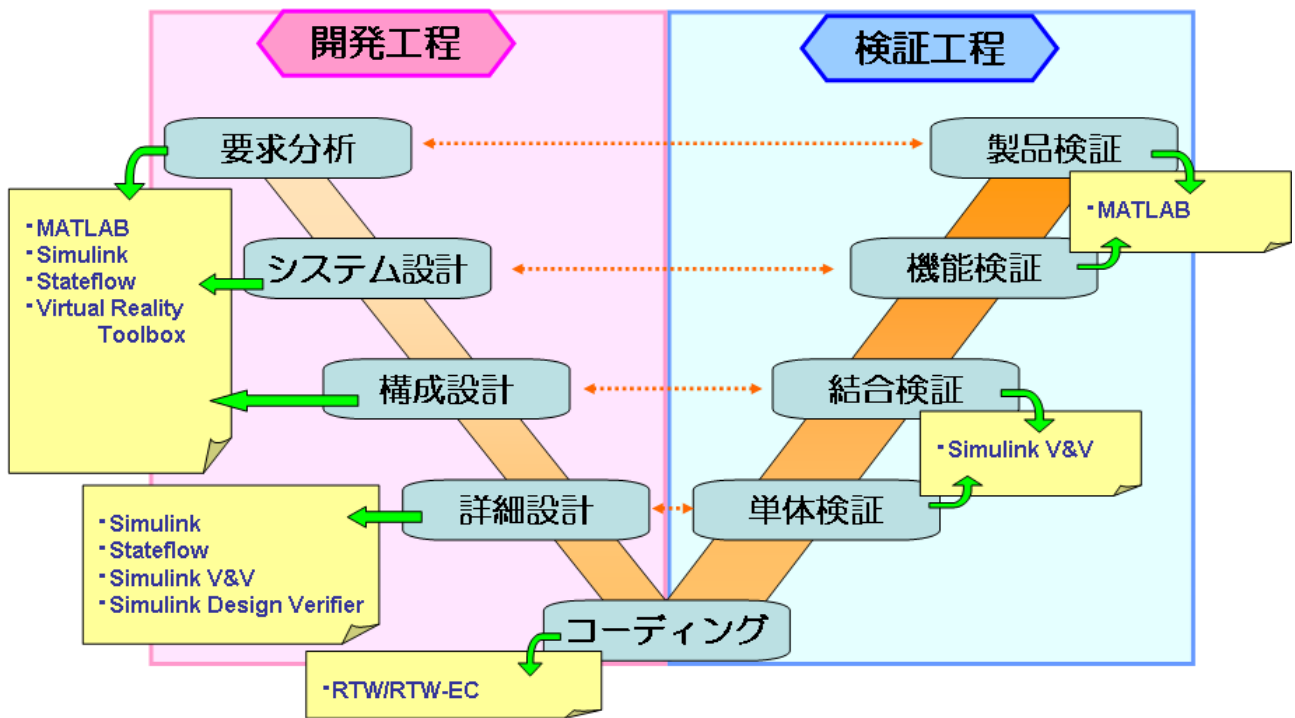 開発工程
検証工程
要求分析
製品検証
・MATLAB
・Simulink
・Stateflow
・Virtual Reality
Toolbox
・MATLAB
システム設計
機能検証
構成設計
結合検証
・Simulink V&V
詳細設計
単体検証
・Simulink
・Stateflow
・Simulink V&V
・Simulink Design Verifier
コーディング
・RTW/RTW-EC